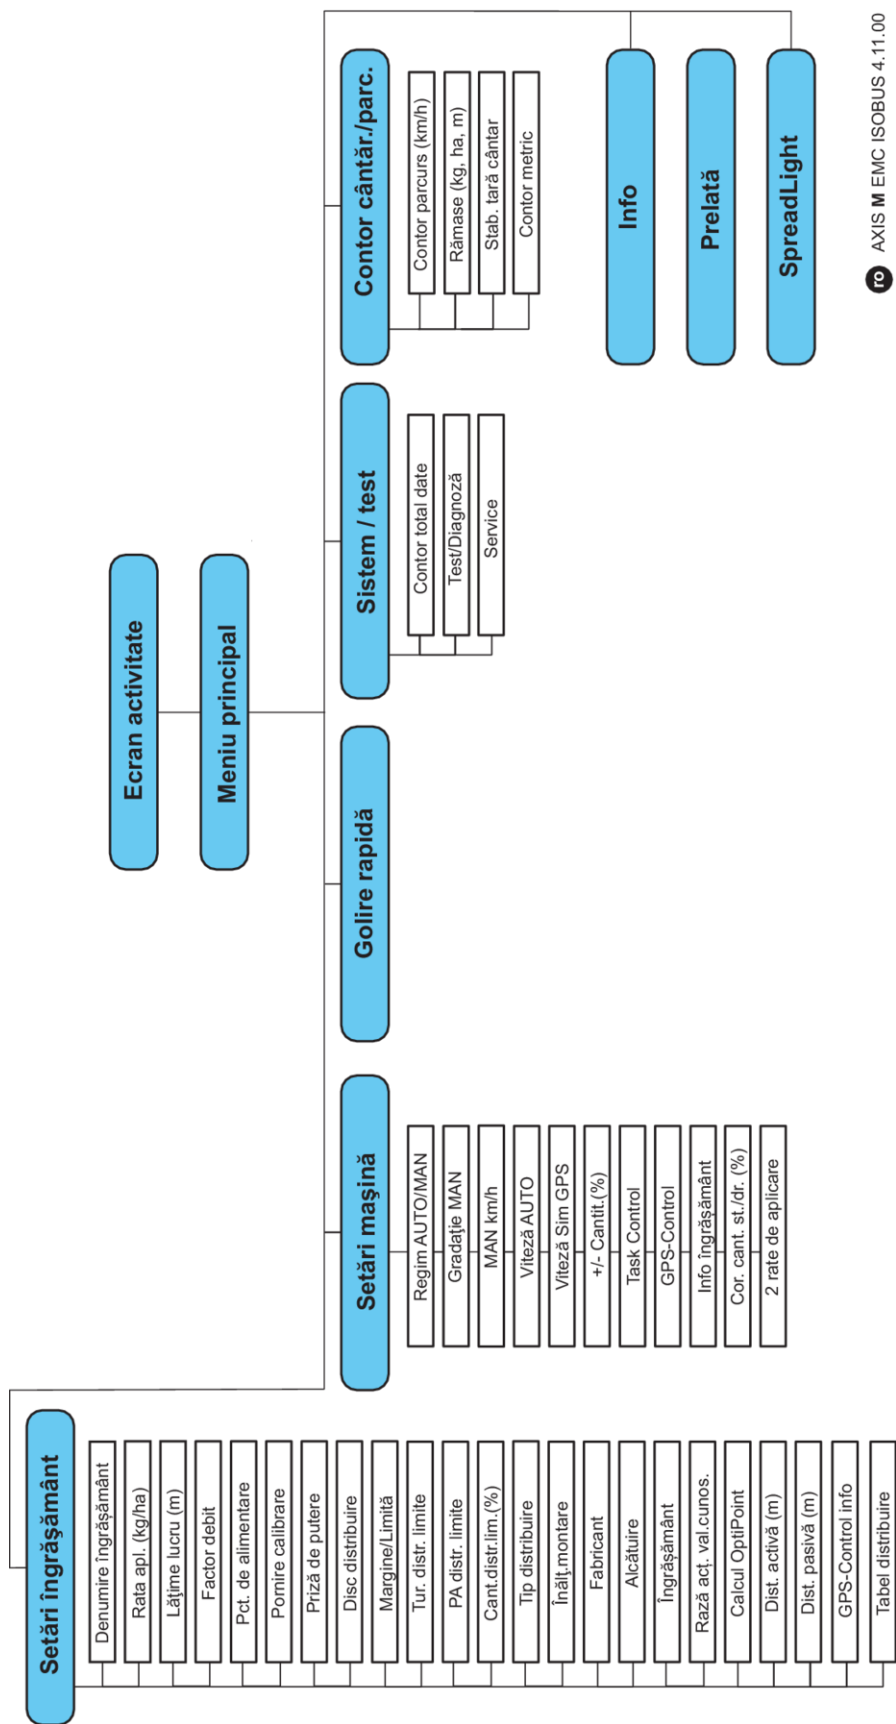 Ecran activitate
Meniu principal
Setări îngrăşământ
Denumire îngrăşământ
Rata apl. (kg/ha)
Lăţime lucru (m)
Factor debit
Pct. de alimentare
Pornire calibrare
Priză de putere
Disc distribuire
Margine/Limită
Tur. distr. limite
PA distr. limite
Cant.distr.lim.(%)
Tip distribuire
Înălţ.montare
Fabricant
Alcătuire
Îngrăşământ
Rază acţ. val.cunos.
Calcul OptiPoint
Dist. activă (m)
Dist. pasivă (m)
GPS-Control info
Tabel distribuire
Setări maşină
Regim AUTO/MAN
Gradaţie MAN
MAN km/h
Viteză AUTO
Viteză Sim GPS
+/- Cantit.(%)
Task Control
GPS-Control
Info îngrăşământ
Cor. cant. st./dr. (%)
2 rate de aplicare
Golire rapidă
Sistem / test
Contor total date
Test/Diagnoză
Service
Contor cântăr./parc.
Contor parcurs (km/h)
Rămase (kg, ha, m)
Stab. tară cântar
Contor metric
Info
Prelată
SpreadLight
ro AXIS M EMC ISOBUS 4.11.00